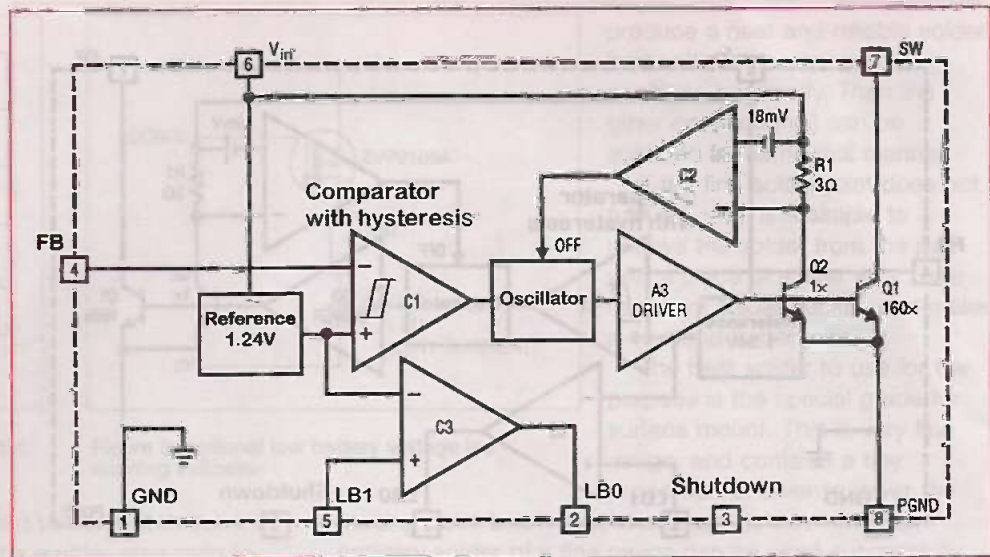 6
Vin
SW
7
18mV
C2
R1
3Ω
Comparator
with hysteresis
FB
4
OFF
Q2
1×
Q1
160×
−
C1
+
Oscillator
A3
DRIVER
Reference
1.24V
−
C3
+
GND
LB1
LB0
Shutdown
PGND
1
5
2
3
8